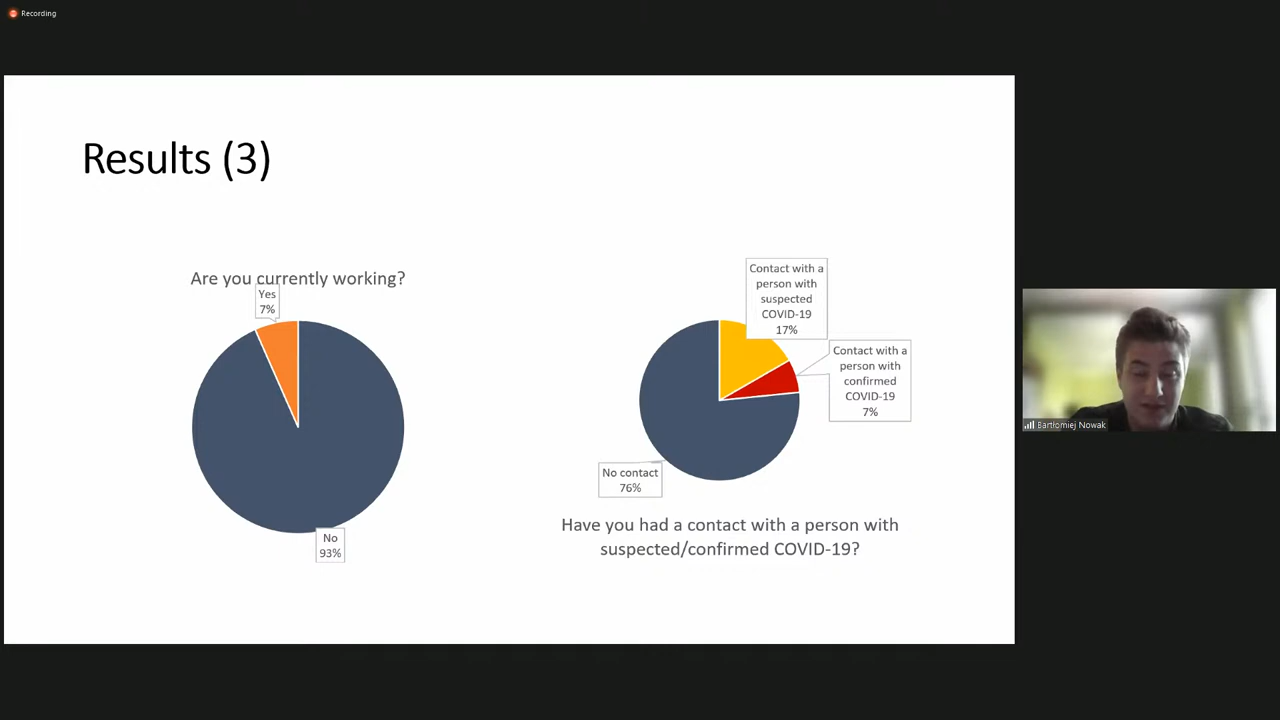 Recording
Results (3)
Are you currently working?
Yes
7%
No
93%
Contact with a
person with
suspected
COVID-19
17%
Contact with a
person with
confirmed
COVID-19
7%
No contact
76%
Have you had a contact with a person with
suspected/confirmed COVID-19?
Bartłomiej Nowak